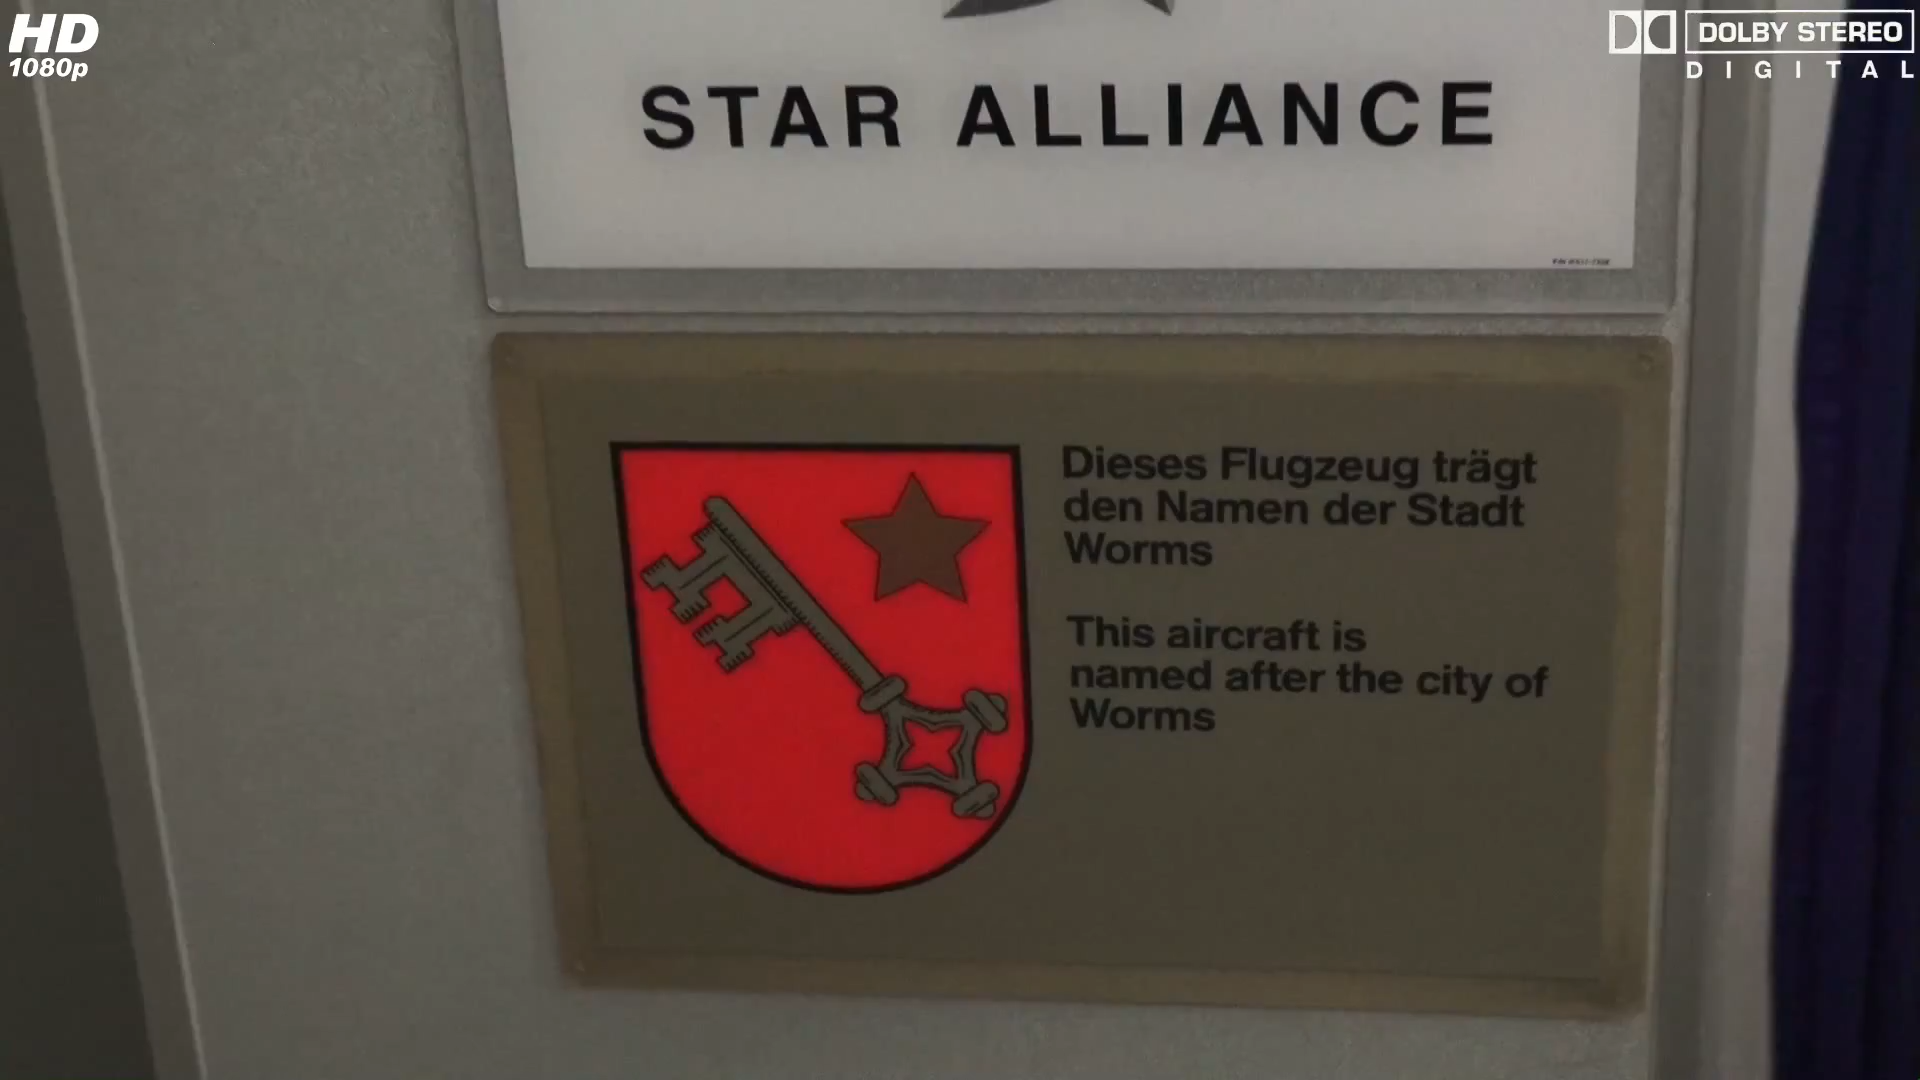 HD
1080p
DOLBY STEREO
DIGITAL
STAR ALLIANCE
Dieses Flugzeug trägt
den Namen der Stadt
Worms
This aircraft is
named after the city of
Worms